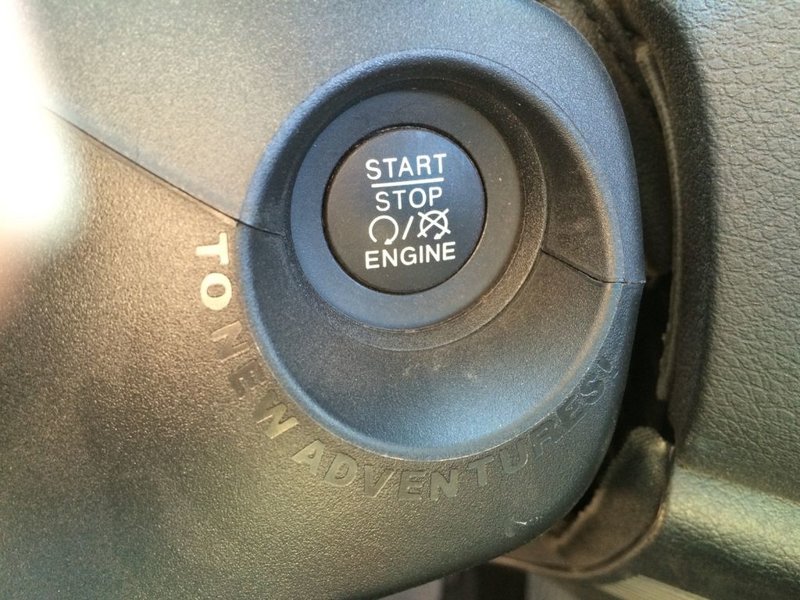 START
STOP
/
ENGINE
TO NEW ADVENTURES!